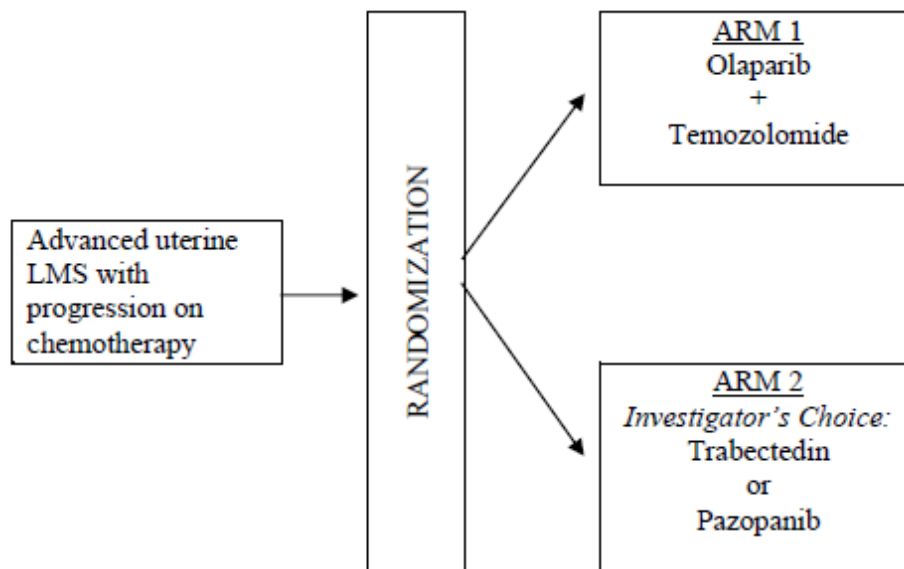 Advanced uterine
LMS with
progression on
chemotherapy
RANDOMIZATION
ARM 1
Olaparib
+
Temozolomide
ARM 2
Investigator's Choice:
Trabectedin
or
Pazopanib